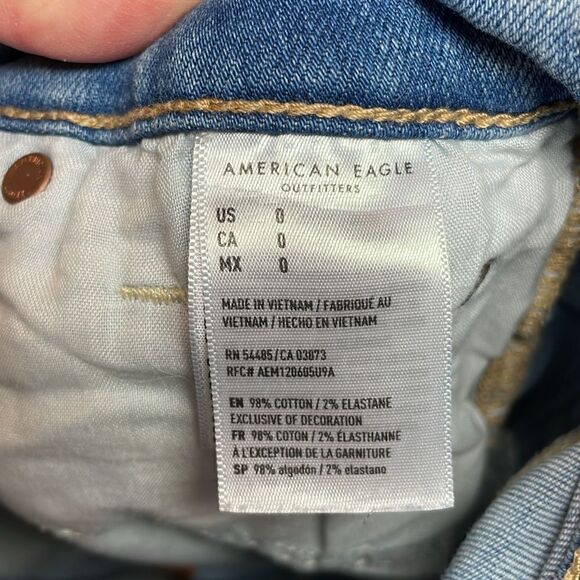 AMERICAN EAGLE
OUTFITTERS
US 0
CA 0
MX 0
MADE IN VIETNAM / FABRIQUÉ AU
VIETNAM / HECHO EN VIETNAM
RN 54485/CA 03873
RFC# AEM120605U9A
EN 98% COTTON / 2% ELASTANE
EXCLUSIVE OF DECORATION
FR 98% COTON / 2% ÉLASTHANNE
À L'EXCEPTION DE LA GARNITURE
SP 98% algodón / 2% elastano